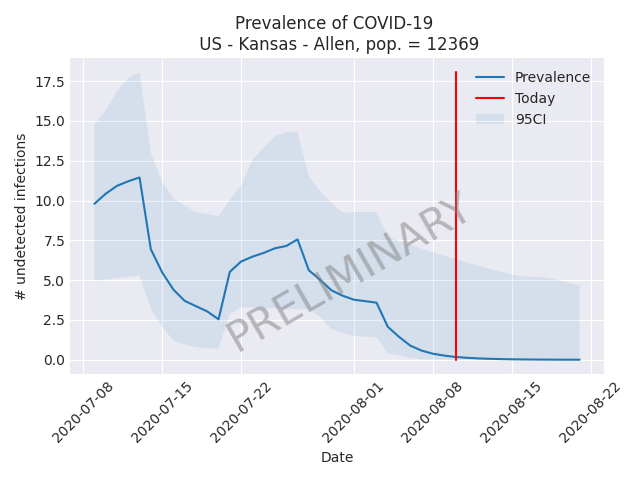 Prevalence of COVID-19
US - Kansas - Allen, pop. = 12369
17.5
15.0
12.5
10.0
7.5
5.0
2.5
0.0
# undetected infections
Prevalence
Today
95CI
PRELIMINARY
2020-07-08
2020-07-15
2020-07-22
2020-08-01
2020-08-08
2020-08-15
2020-08-22
Date